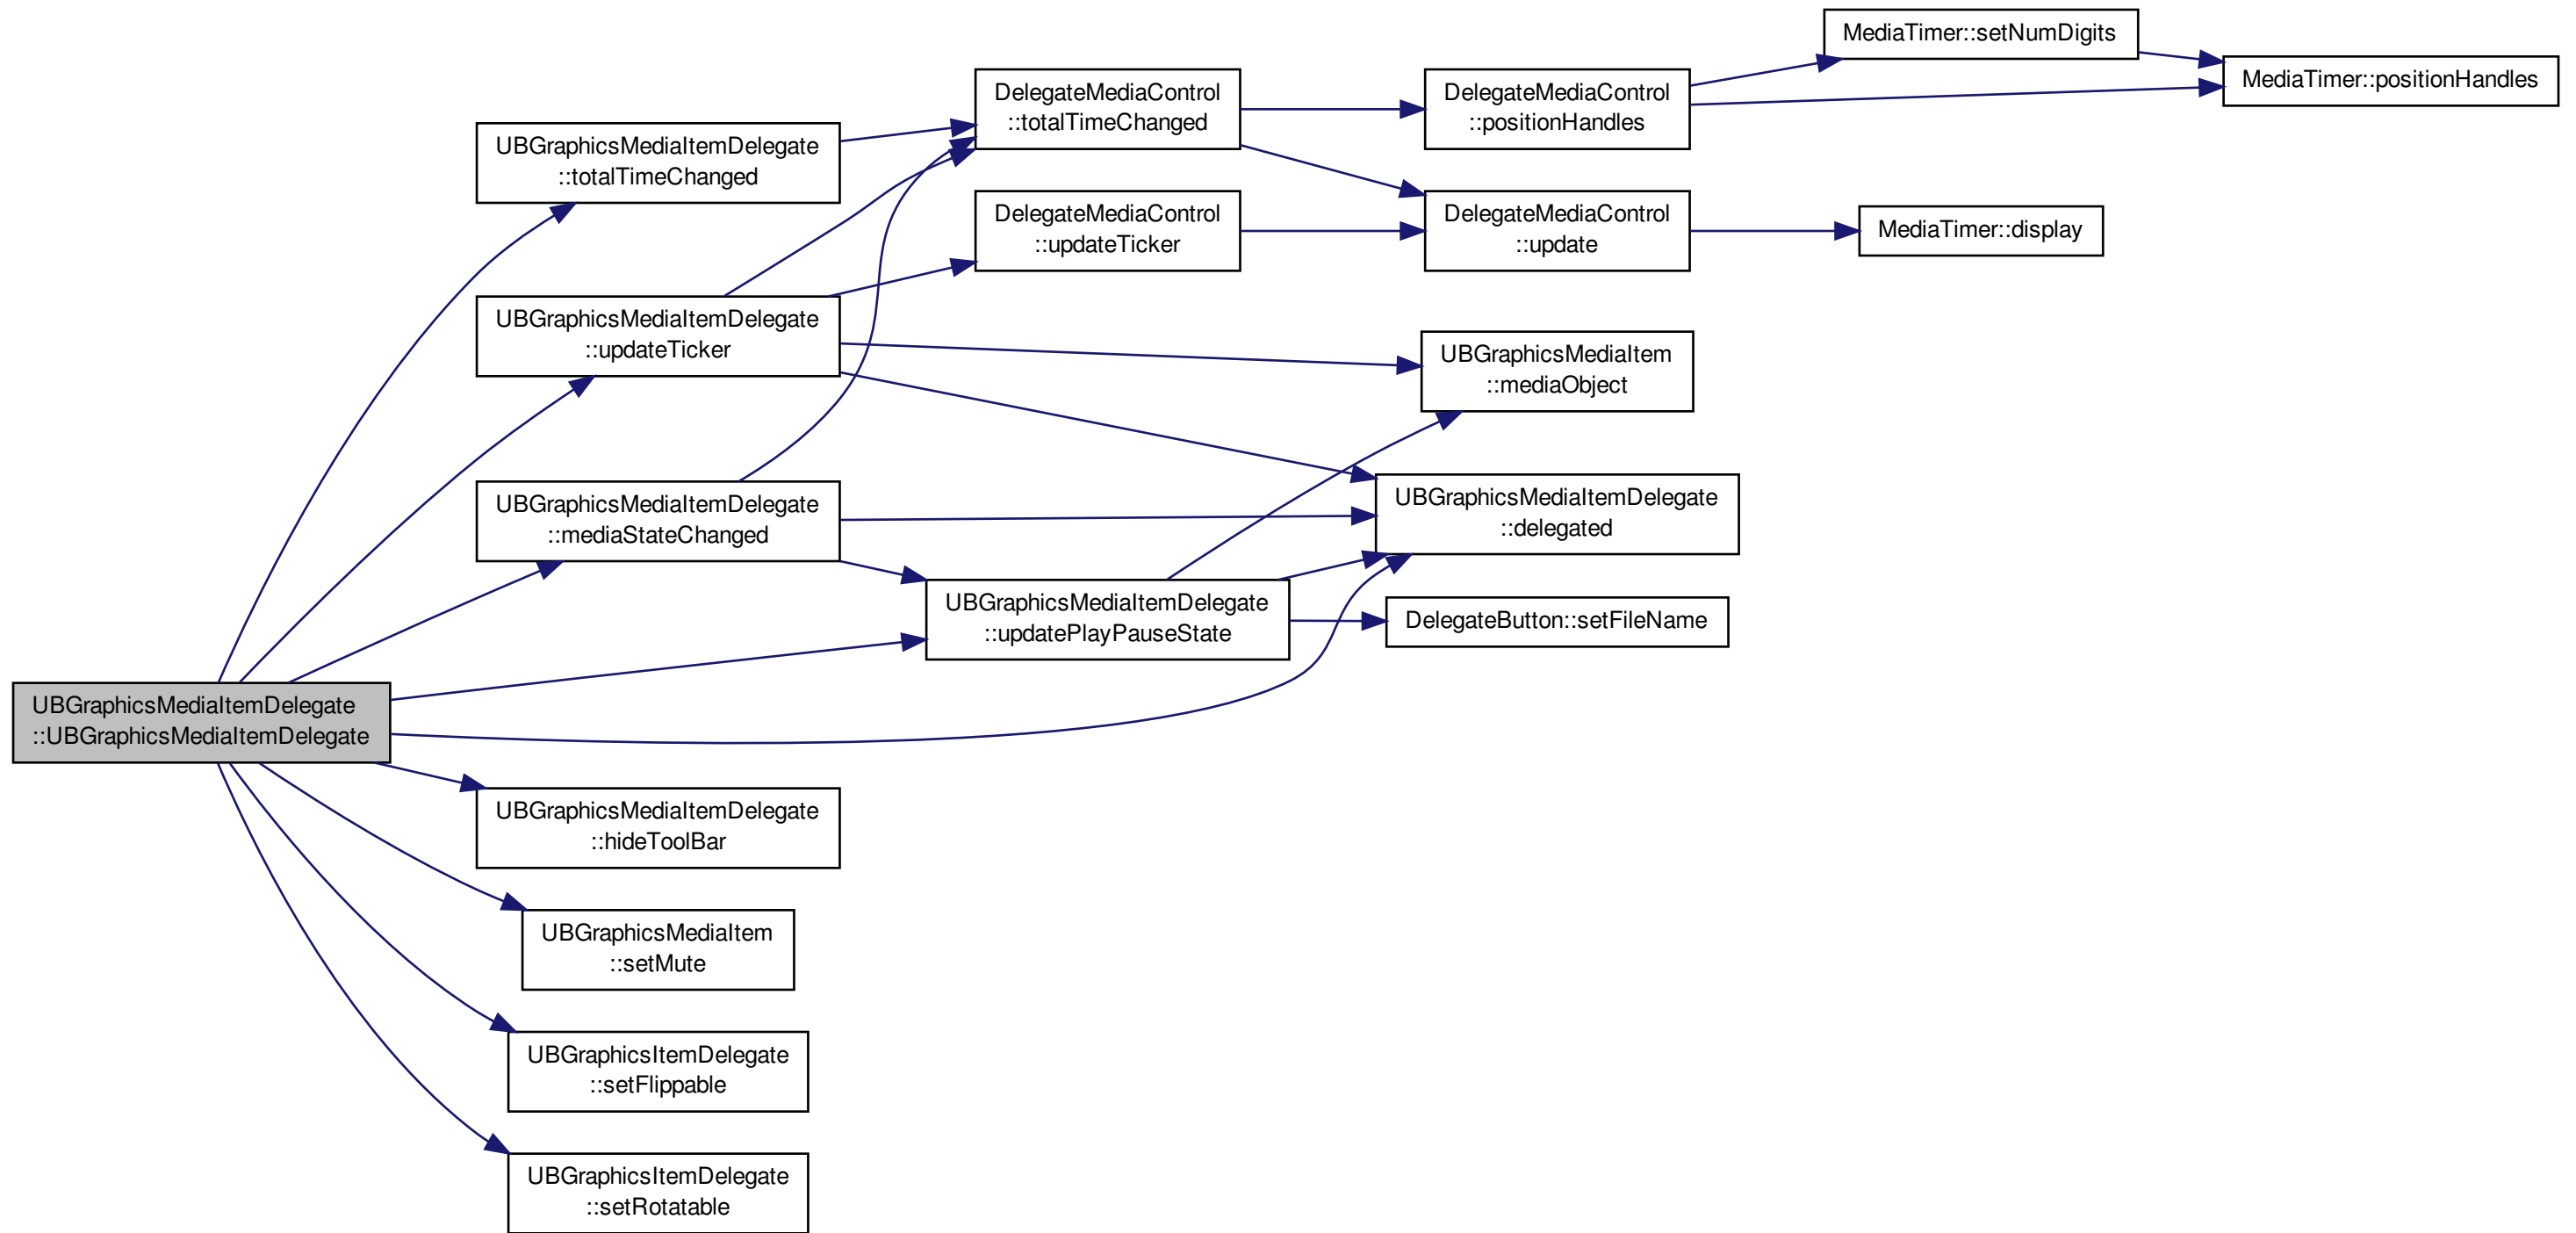 MediaTimer::setNumDigits
MediaTimer::positionHandles
DelegateMediaControl
::totalTimeChanged
DelegateMediaControl
::positionHandles
UBGraphicsMediaItemDelegate
::totalTimeChanged
DelegateMediaControl
::updateTicker
DelegateMediaControl
::update
MediaTimer::display
UBGraphicsMediaItemDelegate
::updateTicker
UBGraphicsMediaItem
::mediaObject
UBGraphicsMediaItemDelegate
::mediaStateChanged
UBGraphicsMediaItemDelegate
::delegated
UBGraphicsMediaItemDelegate
::updatePlayPauseState
DelegateButton::setFileName
UBGraphicsMediaItemDelegate
::UBGraphicsMediaItemDelegate
UBGraphicsMediaItemDelegate
::hideToolBar
UBGraphicsMediaItem
::setMute
UBGraphicsItemDelegate
::setFlippable
UBGraphicsItemDelegate
::setRotatable